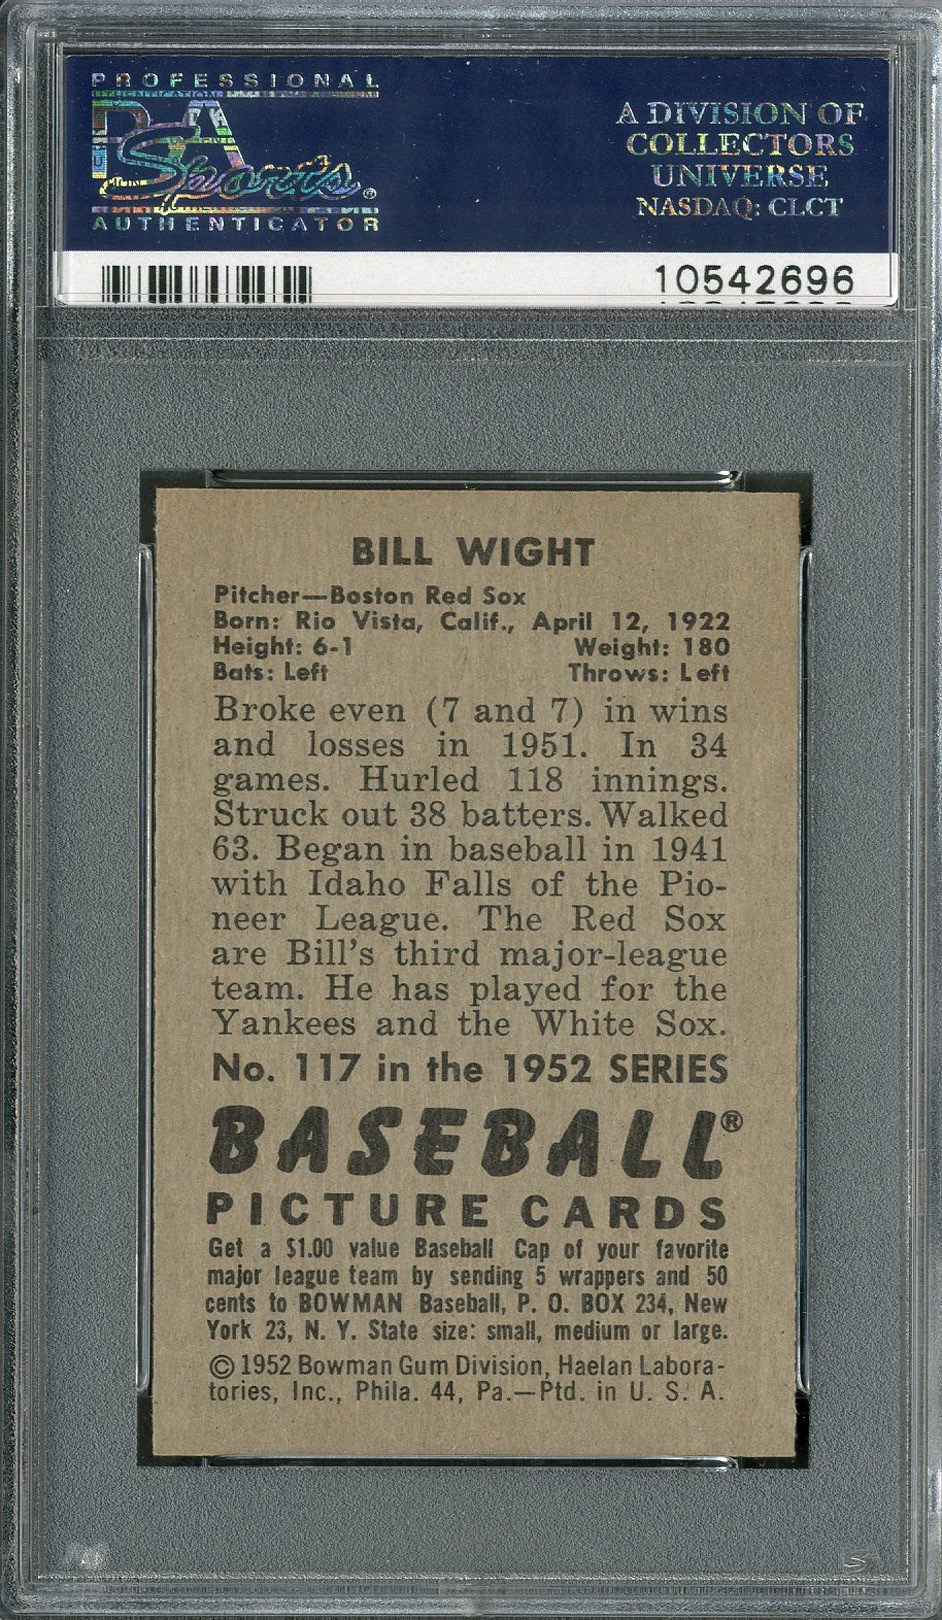 PROFESSIONAL
PSA
Sports®
AUTHENTICATOR
A DIVISION OF
COLLECTORS
UNIVERSE
NASDAQ: CLCT
10542696
BILL WIGHT
Pitcher—Boston Red Sox
Born: Rio Vista, Calif., April 12, 1922
Height: 6-1 Weight: 180
Bats: Left Throws: Left
Broke even (7 and 7) in wins
and losses in 1951. In 34
games. Hurled 118 innings.
Struck out 38 batters. Walked
63. Began in baseball in 1941
with Idaho Falls of the Pio-
neer League. The Red Sox
are Bill's third major-league
team. He has played for the
Yankees and the White Sox.
No. 117 in the 1952 SERIES
BASEBALL®
PICTURE CARDS
Get a $1.00 value Baseball Cap of your favorite
major league team by sending 5 wrappers and 50
cents to BOWMAN Baseball, P. O. BOX 234, New
York 23, N. Y. State size: small, medium or large.
© 1952 Bowman Gum Division, Haelan Labora-
tories, Inc., Phila. 44, Pa.—Ptd. in U. S. A.